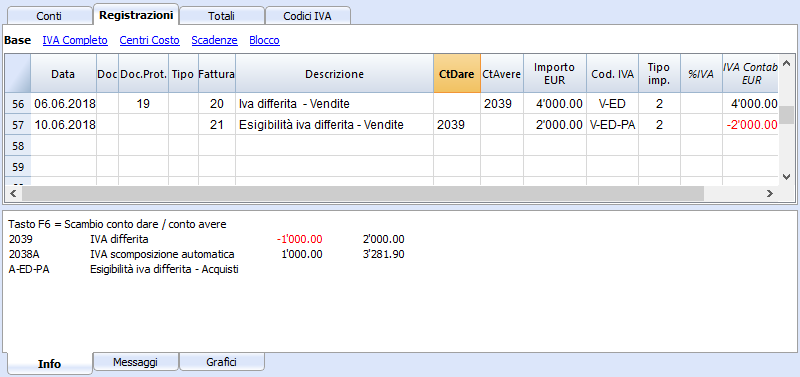 Conti Registrazioni Totali Codici IVA
Base IVA Completo Centri Costo Scadenze Blocco
Data Doc Doc.Prot. Tipo Fattura Descrizione CtDare CtAvere Importo EUR Cod. IVA Tipo imp. %IVA IVA Contab EUR
56 06.06.2018 19 20 Iva differita - Vendite 2039 4'000.00 V-ED 2 4'000.00
57 10.06.2018 21 Esigibilità iva differita - Vendite 2039 2'000.00 V-ED-PA 2 -2'000.00
58
59
Tasto F6 = Scambio conto dare / conto avere
2039 IVA differita -1'000.00 2'000.00
2038A IVA scomposizione automatica 1'000.00 3'281.90
A-ED-PA Esigibilità iva differita - Acquisti
Info Messaggi Grafici